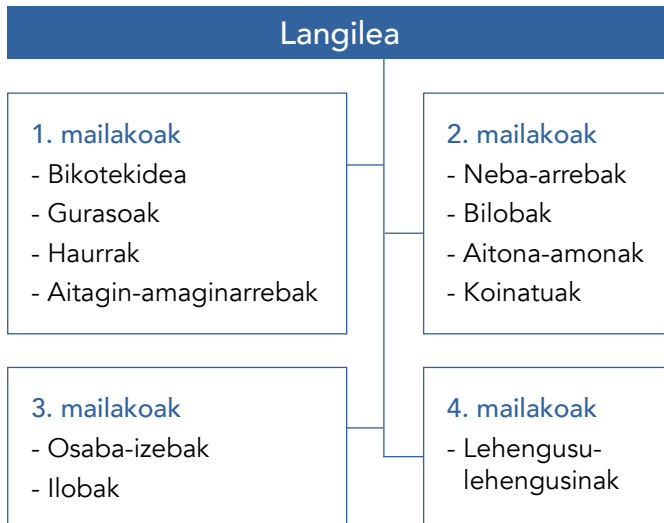 Langilea
1. mailakoak
- Bikotekidea
- Gurasoak
- Haurrak
- Aitagin-amaginarrebak
2. mailakoak
- Neba-arrebak
- Bilobak
- Aitona-amonak
- Koinatuak
3. mailakoak
- Osaba-izebak
- Ilobak
4. mailakoak
- Lehengusu-
lehengusinak